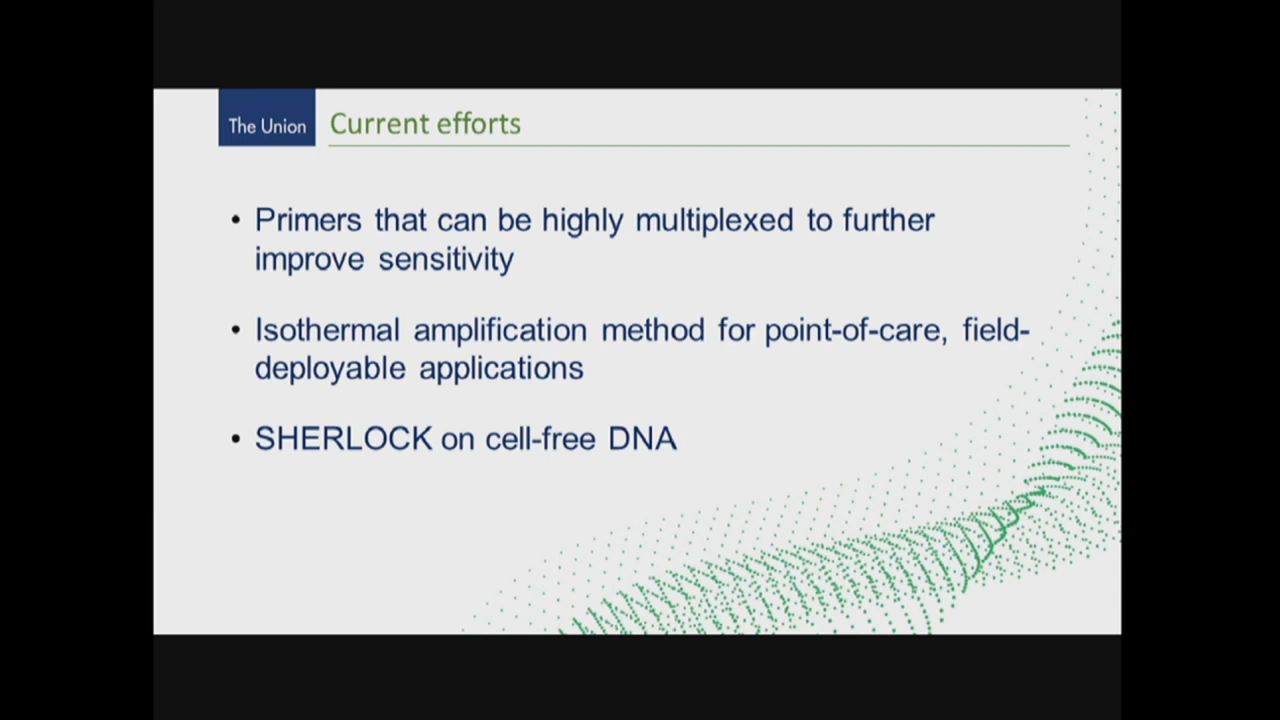 The Union
Current efforts
• Primers that can be highly multiplexed to further
improve sensitivity
• Isothermal amplification method for point-of-care, field-
deployable applications
• SHERLOCK on cell-free DNA